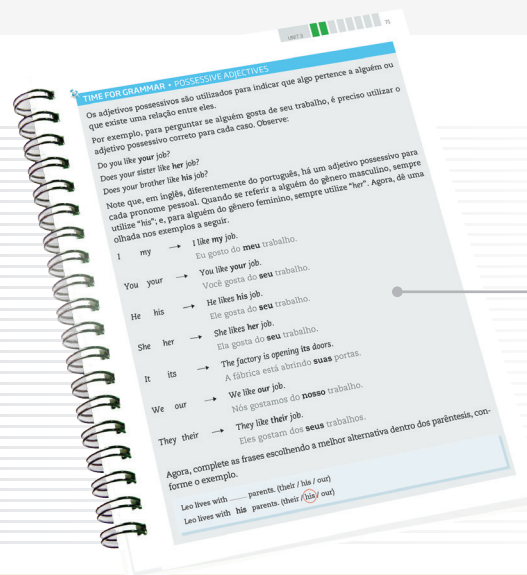 UNIT 3 71
TIME FOR GRAMMAR • POSSESSIVE ADJECTIVES
Os adjetivos possessivos são utilizados para indicar que algo pertence a alguém ou
que existe uma relação entre eles.
Por exemplo, para perguntar se alguém gosta de seu trabalho, é preciso utilizar o
adjetivo possessivo correto para cada caso. Observe:
Do you like your job?
Does your sister like her job?
Does your brother like his job?
Note que, em inglês, diferentemente do português, há um adjetivo possessivo para
cada pronome pessoal. Quando se referir a alguém do gênero masculino, sempre
utilize "his"; e, para alguém do gênero feminino, sempre utilize "her". Agora, dê uma
olhada nos exemplos a seguir.
I my → I like my job.
Eu gosto do meu trabalho.
You your → You like your job.
Você gosta do seu trabalho.
He his → He likes his job.
Ele gosta do seu trabalho.
She her → She likes her job.
Ela gosta do seu trabalho.
It its → The factory is opening its doors.
A fábrica está abrindo suas portas.
We our → We like our job.
Nós gostamos do nosso trabalho.
They their → They like their job.
Eles gostam dos seus trabalhos.
Agora, complete as frases escolhendo a melhor alternativa dentro dos parêntesis, con-
forme o exemplo.
Leo lives with ____ parents. (their / his / our)
Leo lives with his parents. (their / his / our)